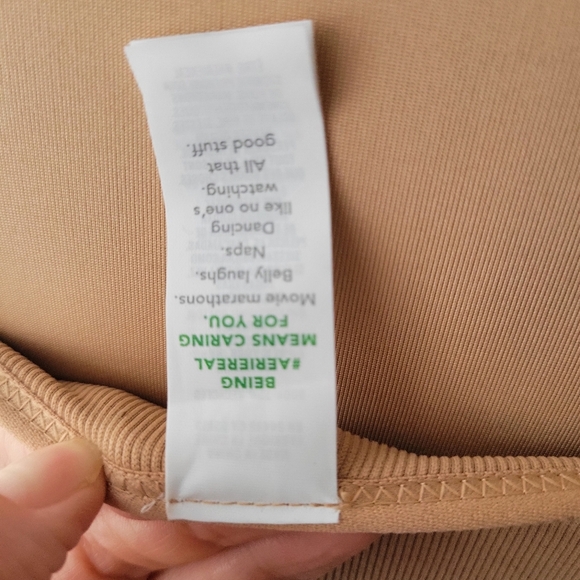 BEING
#AERIEREAL
MEANS CARING
FOR YOU.
Movie marathons.
Belly laughs.
Naps.
Dancing
like no one's
watching.
All that
good stuff.